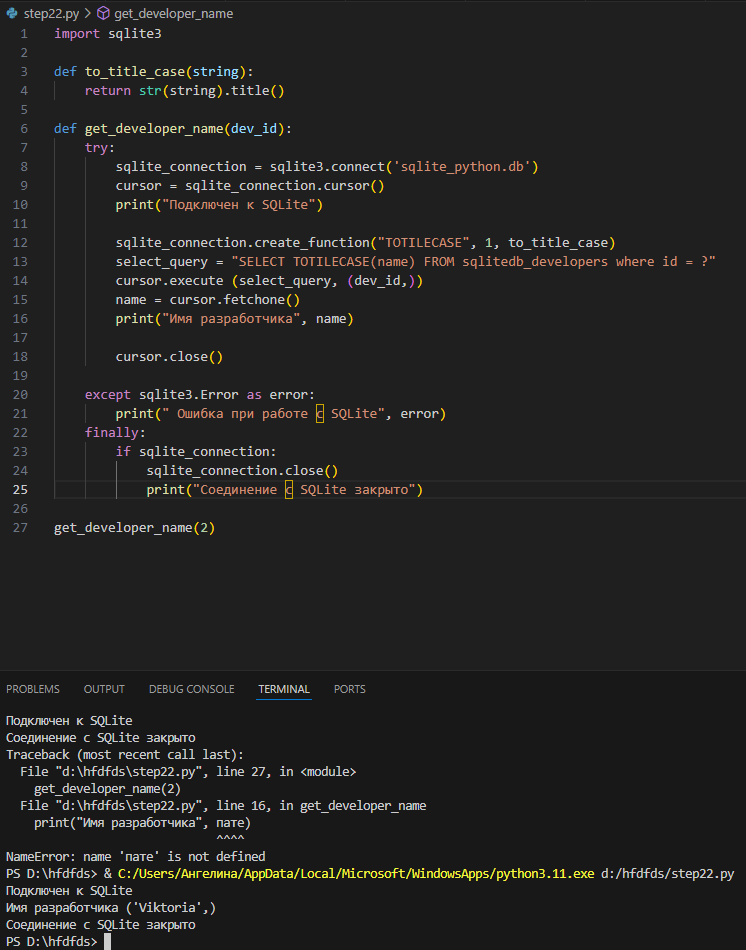 step22.py > get_developer_name
1 import sqlite3
2
3 def to_title_case(string):
4 return str(string).title()
5
6 def get_developer_name(dev_id):
7 try:
8 sqlite_connection = sqlite3.connect('sqlite_python.db')
9 cursor = sqlite_connection.cursor()
10 print("Подключен к SQLite")
11
12 sqlite_connection.create_function("TOTILECASE", 1, to_title_case)
13 select_query = "SELECT TOTILECASE(name) FROM sqlitedb_developers where id = ?"
14 cursor.execute (select_query, (dev_id,))
15 name = cursor.fetchone()
16 print("Имя разработчика", name)
17
18 cursor.close()
19
20 except sqlite3.Error as error:
21 print(" Ошибка при работе с SQLite", error)
22 finally:
23 if sqlite_connection:
24 sqlite_connection.close()
25 print("Соединение с SQLite закрыто")
26
27 get_developer_name(2)
PROBLEMS OUTPUT DEBUG CONSOLE TERMINAL PORTS
Подключен к SQLite
Соединение с SQLite закрыто
Traceback (most recent call last):
File "d:\hfdfds\step22.py", line 27, in <module>
get_developer_name(2)
File "d:\hfdfds\step22.py", line 16, in get_developer_name
print("Имя разработчика", пате)
^^^^
NameError: name 'пате' is not defined
PS D:\hfdfds> & C:/Users/Ангелина/AppData/Local/Microsoft/WindowsApps/python3.11.exe d:/hfdfds/step22.py
Подключен к SQLite
Имя разработчика ('Viktoria',)
Соединение с SQLite закрыто
PS D:\hfdfds>